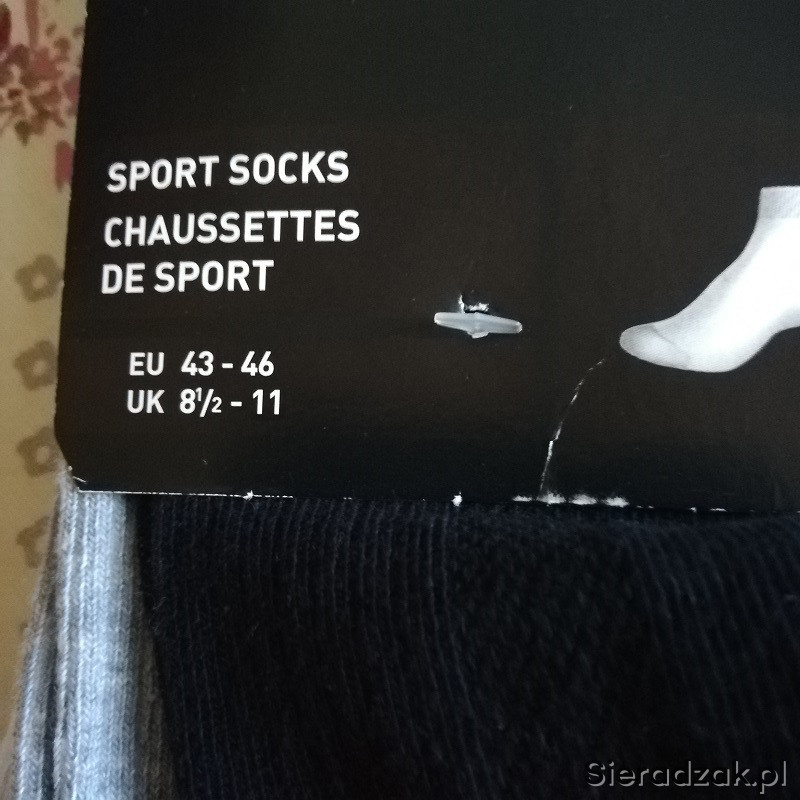 SPORT SOCKS
CHAUSSETTES
DE SPORT
EU 43 - 46
UK 8½ - 11
Sieradzak.pl